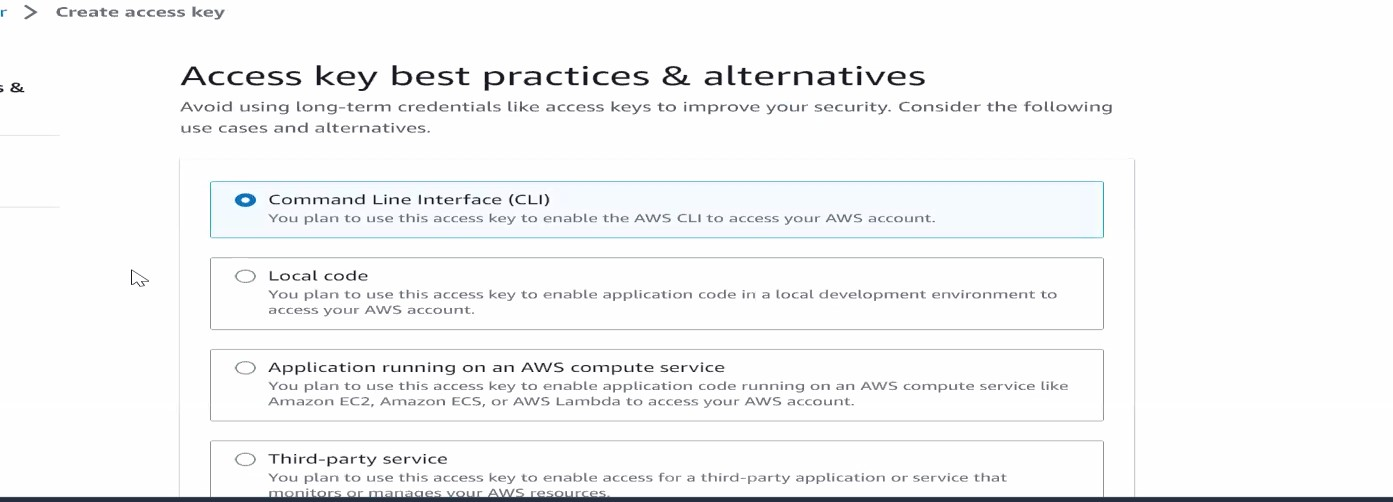 r > Create access key
s &
Access key best practices & alternatives
Avoid using long-term credentials like access keys to improve your security. Consider the following
use cases and alternatives.
Command Line Interface (CLI)
You plan to use this access key to enable the AWS CLI to access your AWS account.
Local code
You plan to use this access key to enable application code in a local development environment to
access your AWS account.
Application running on an AWS compute service
You plan to use this access key to enable application code running on an AWS compute service like
Amazon EC2, Amazon ECS, or AWS Lambda to access your AWS account.
Third-party service
You plan to use this access key to enable access for a third-party application or service that
monitors or manages your AWS resources.